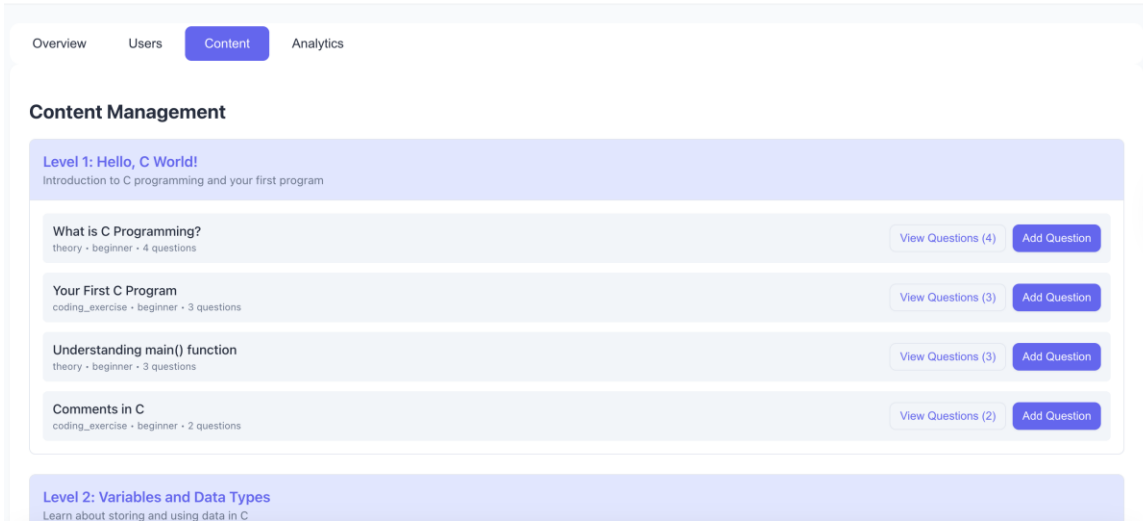 Overview Users Content Analytics
Content Management
Level 1: Hello, C World!
Introduction to C programming and your first program
What is C Programming?
theory • beginner • 4 questions
View Questions (4) Add Question
Your First C Program
coding_exercise • beginner • 3 questions
View Questions (3) Add Question
Understanding main() function
theory • beginner • 3 questions
View Questions (3) Add Question
Comments in C
coding_exercise • beginner • 2 questions
View Questions (2) Add Question
Level 2: Variables and Data Types
Learn about storing and using data in C